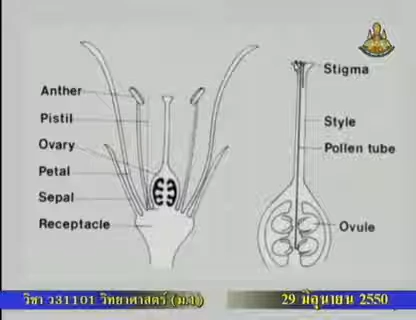 Anther
Pistil
Ovary
Petal
Sepal
Receptacle
Stigma
Style
Pollen tube
Ovule
วิชา ว31101 วิทยาศาสตร์ (ม.1)
29 มิถุนายน 2550